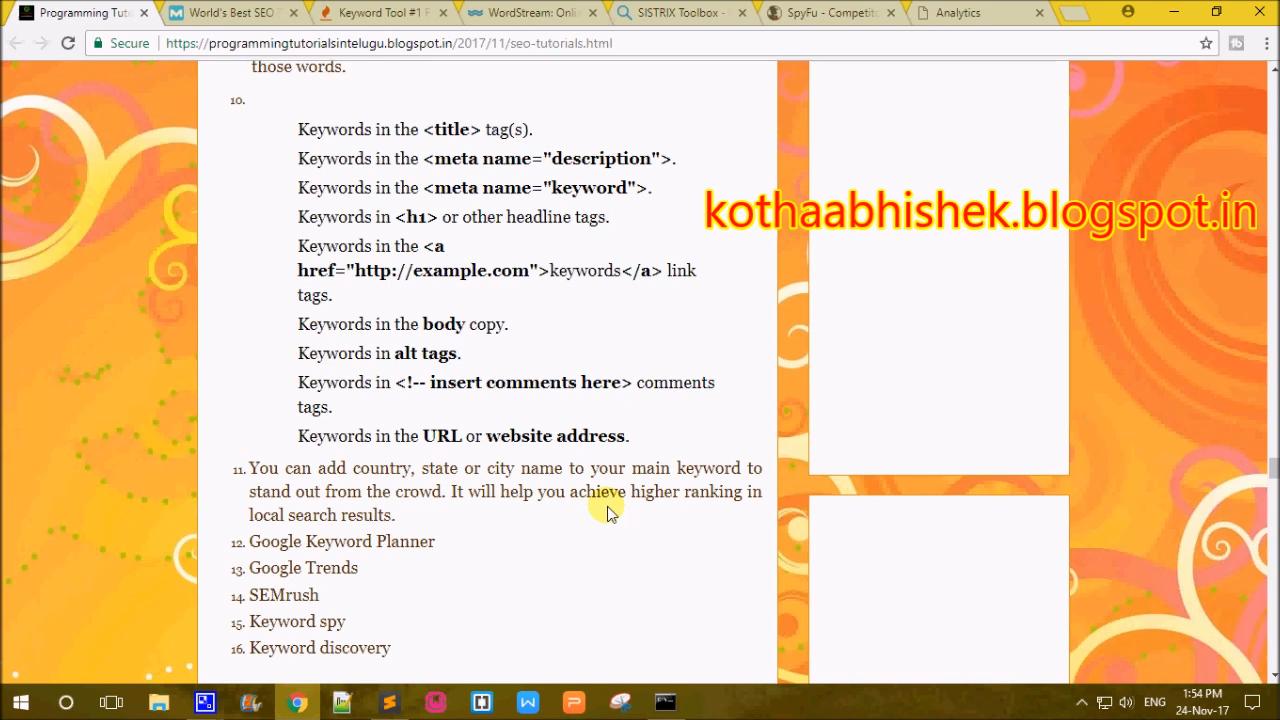 Programming Tut
World's Best SEO T
Keyword Tool #1 F
WordStream: Onli
SISTRIX Toolbox
SpyFu - Competito
Analytics
Secure
https://programmingtutorialsintelugu.blogspot.in/2017/11/seo-tutorials.html
those words.
10.
Keywords in the <title> tag(s).
Keywords in the <meta name="description">.
Keywords in the <meta name="keyword">.
kothaabhishek.blogspot.in
Keywords in <h1> or other headline tags.
Keywords in the <a
href="http://example.com">keywords</a> link
tags.
Keywords in the body copy.
Keywords in alt tags.
Keywords in <!-- insert comments here> comments
tags.
Keywords in the URL or website address.
11. You can add country, state or city name to your main keyword to
stand out from the crowd. It will help you achieve higher ranking in
local search results.
12. Google Keyword Planner
13. Google Trends
14. SEMrush
15. Keyword spy
16. Keyword discovery
ENG
1:54 PM
24-Nov-17